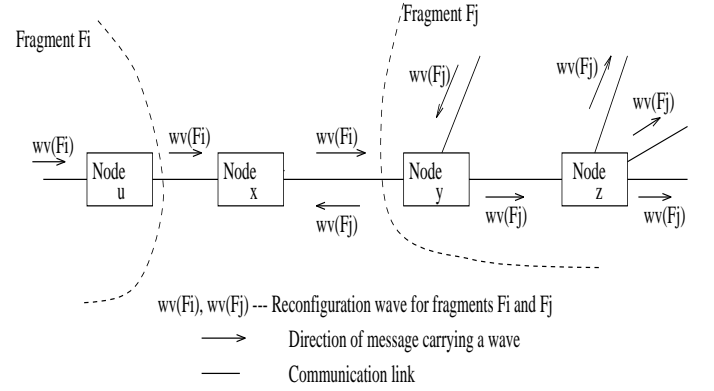 Fragment Fi
Fragment Fj
wv(Fj)
wv(Fj)
wv(Fj)
wv(Fi)
wv(Fi)
wv(Fi)
Node
u
Node
x
Node
y
Node
z
wv(Fj)
wv(Fj)
wv(Fj)
wv(Fi), wv(Fj) --- Reconfiguration wave for fragments Fi and Fj
Direction of message carrying a wave
Communication link